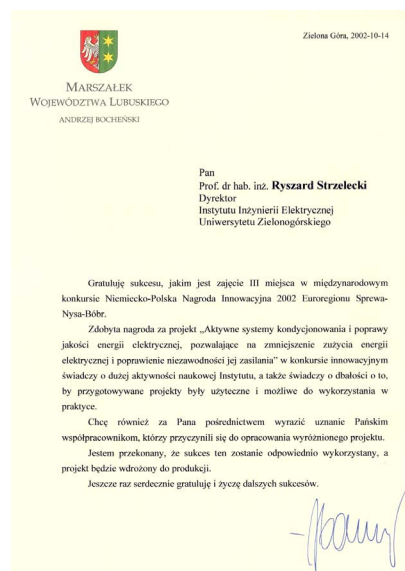 Zielona Góra, 2002-10-14
MARSZAŁEK
WOJEWÓDZTWA LUBUSKIEGO
ANDRZEJ BOCHEŃSKI
Pan
Prof. dr hab. inż. Ryszard Strzelecki
Dyrektor
Instytutu Inżynierii Elektrycznej
Uniwersytetu Zielonogórskiego
Gratuluję sukcesu, jakim jest zajęcie III miejsca w międzynarodowym
konkursie Niemiecko-Polska Nagroda Innowacyjna 2002 Euroregionu Sprewa-
Nysa-Bóbr.
Zdobyta nagroda za projekt „Aktywne systemy kondycjonowania i poprawy
jakości energii elektrycznej, pozwalające na zmniejszenie zużycia energii
elektrycznej i poprawienie niezawodności jej zasilania” w konkursie innowacyjnym
świadczy o dużej aktywności naukowej Instytutu, a także świadczy o dbałości o to,
by przygotowywane projekty były użyteczne i możliwe do wykorzystania w
praktyce.
Chcę również za Pana pośrednictwem wyrazić uznanie Pańskim
współpracownikom, którzy przyczynili się do opracowania wyróżnionego projektu.
Jestem przekonany, że sukces ten zostanie odpowiednio wykorzystany, a
projekt będzie wdrożony do produkcji.
Jeszcze raz serdecznie gratuluję i życzę dalszych sukcesów.